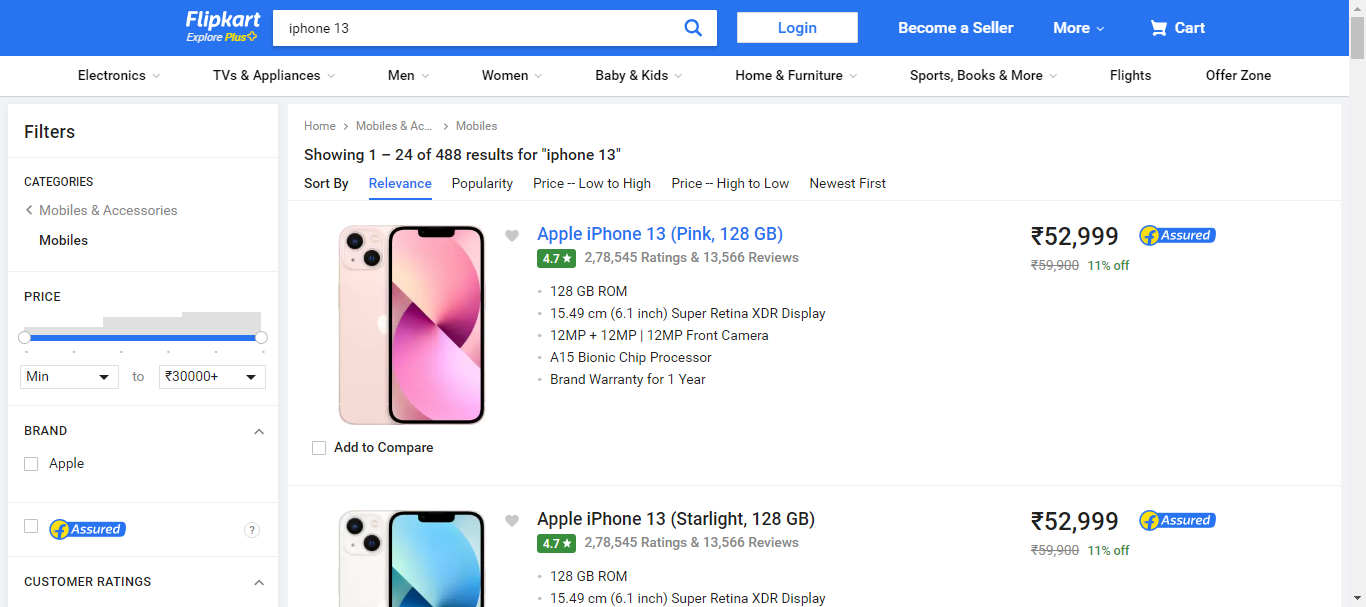 Flipkart
Explore Plus
iphone 13
Login
Become a Seller
More
Cart
Electronics
TVs & Appliances
Men
Women
Baby & Kids
Home & Furniture
Sports, Books & More
Flights
Offer Zone
Filters
CATEGORIES
Mobiles & Accessories
Mobiles
PRICE
Min
to
₹30000+
BRAND
Apple
Assured
?
CUSTOMER RATINGS
Home
Mobiles & Ac...
Mobiles
Showing 1 – 24 of 488 results for "iphone 13"
Sort By
Relevance
Popularity
Price -- Low to High
Price -- High to Low
Newest First
Apple iPhone 13 (Pink, 128 GB)
4.7 ★ 2,78,545 Ratings & 13,566 Reviews
128 GB ROM
15.49 cm (6.1 inch) Super Retina XDR Display
12MP + 12MP | 12MP Front Camera
A15 Bionic Chip Processor
Brand Warranty for 1 Year
₹52,999
Assured
₹59,900 11% off
Add to Compare
Apple iPhone 13 (Starlight, 128 GB)
4.7 ★ 2,78,545 Ratings & 13,566 Reviews
128 GB ROM
15.49 cm (6.1 inch) Super Retina XDR Display
₹52,999
Assured
₹59,900 11% off